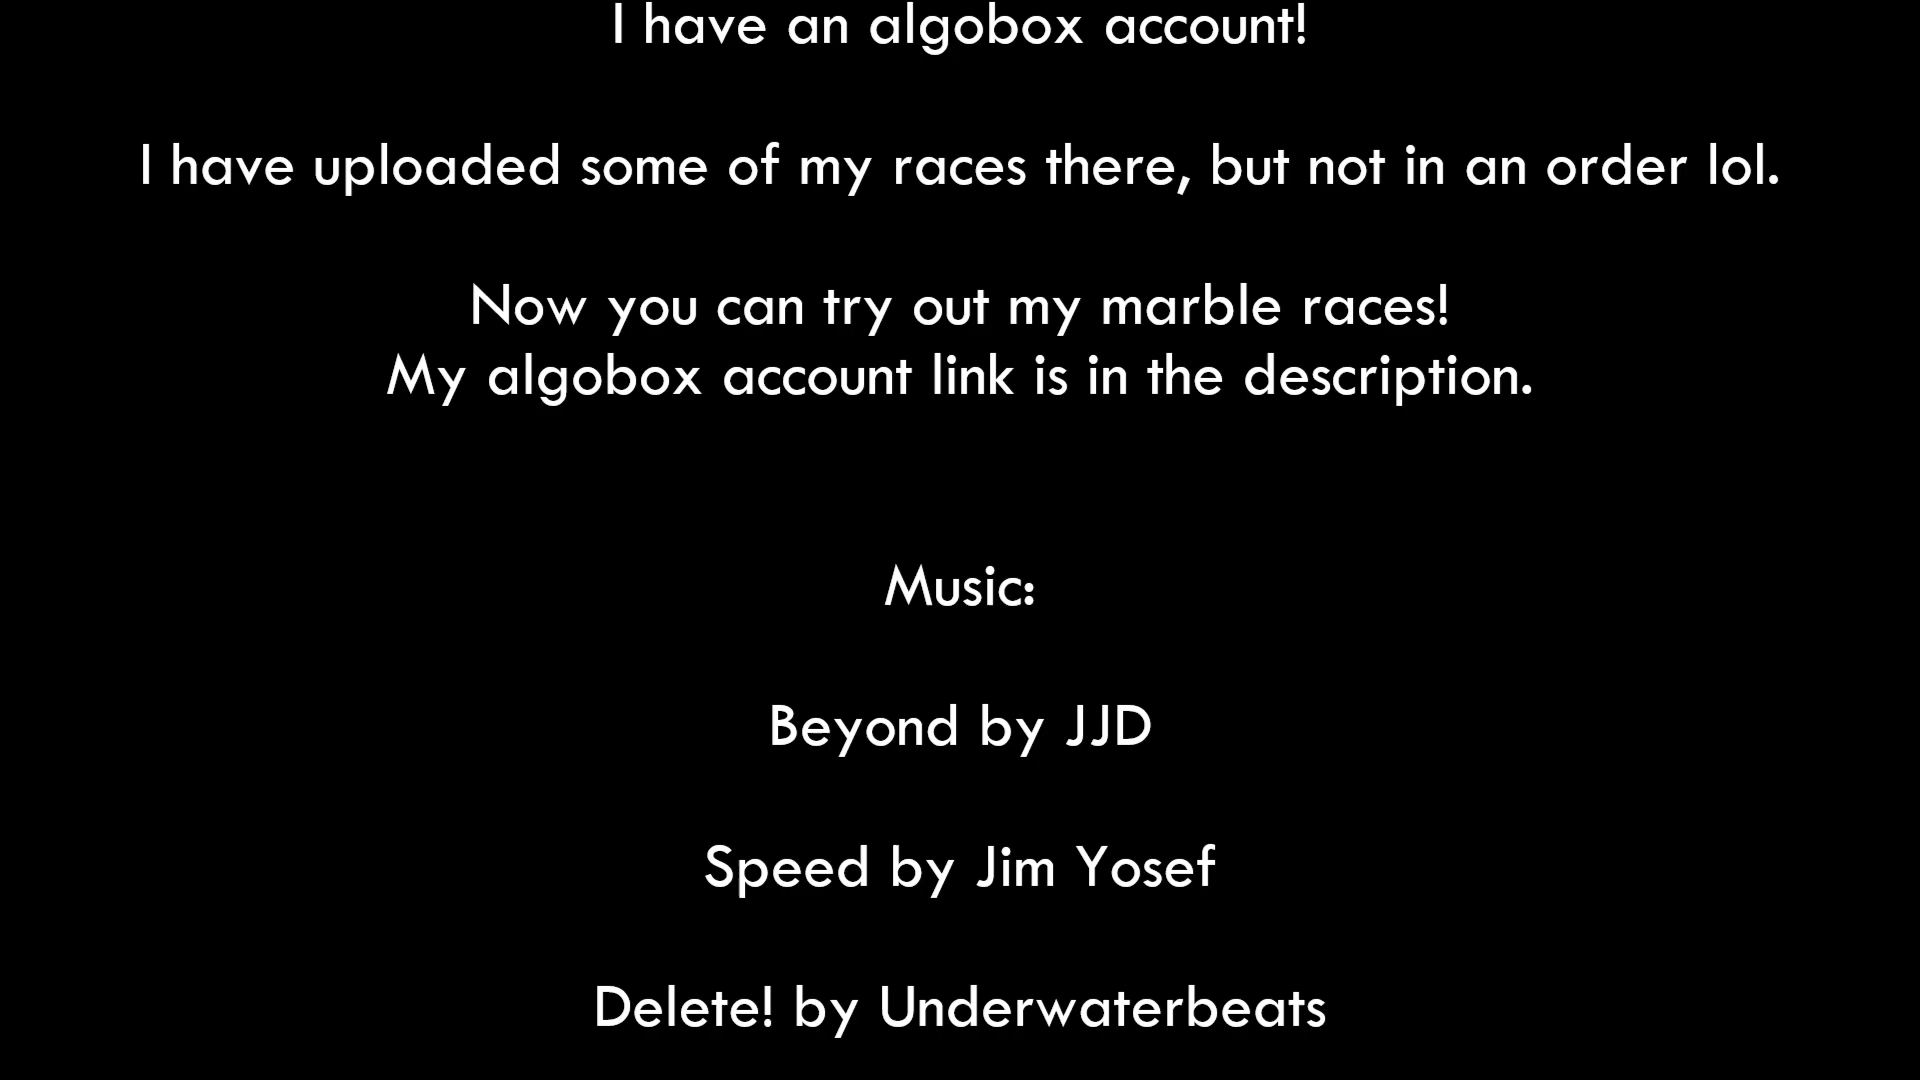 I have an algobox account!
I have uploaded some of my races there, but not in an order lol.
Now you can try out my marble races!
My algobox account link is in the description.
Music:
Beyond by JJD
Speed by Jim Yosef
Delete! by Underwaterbeats